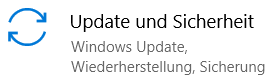 Update und Sicherheit
Windows Update,
Wiederherstellung, Sicherung